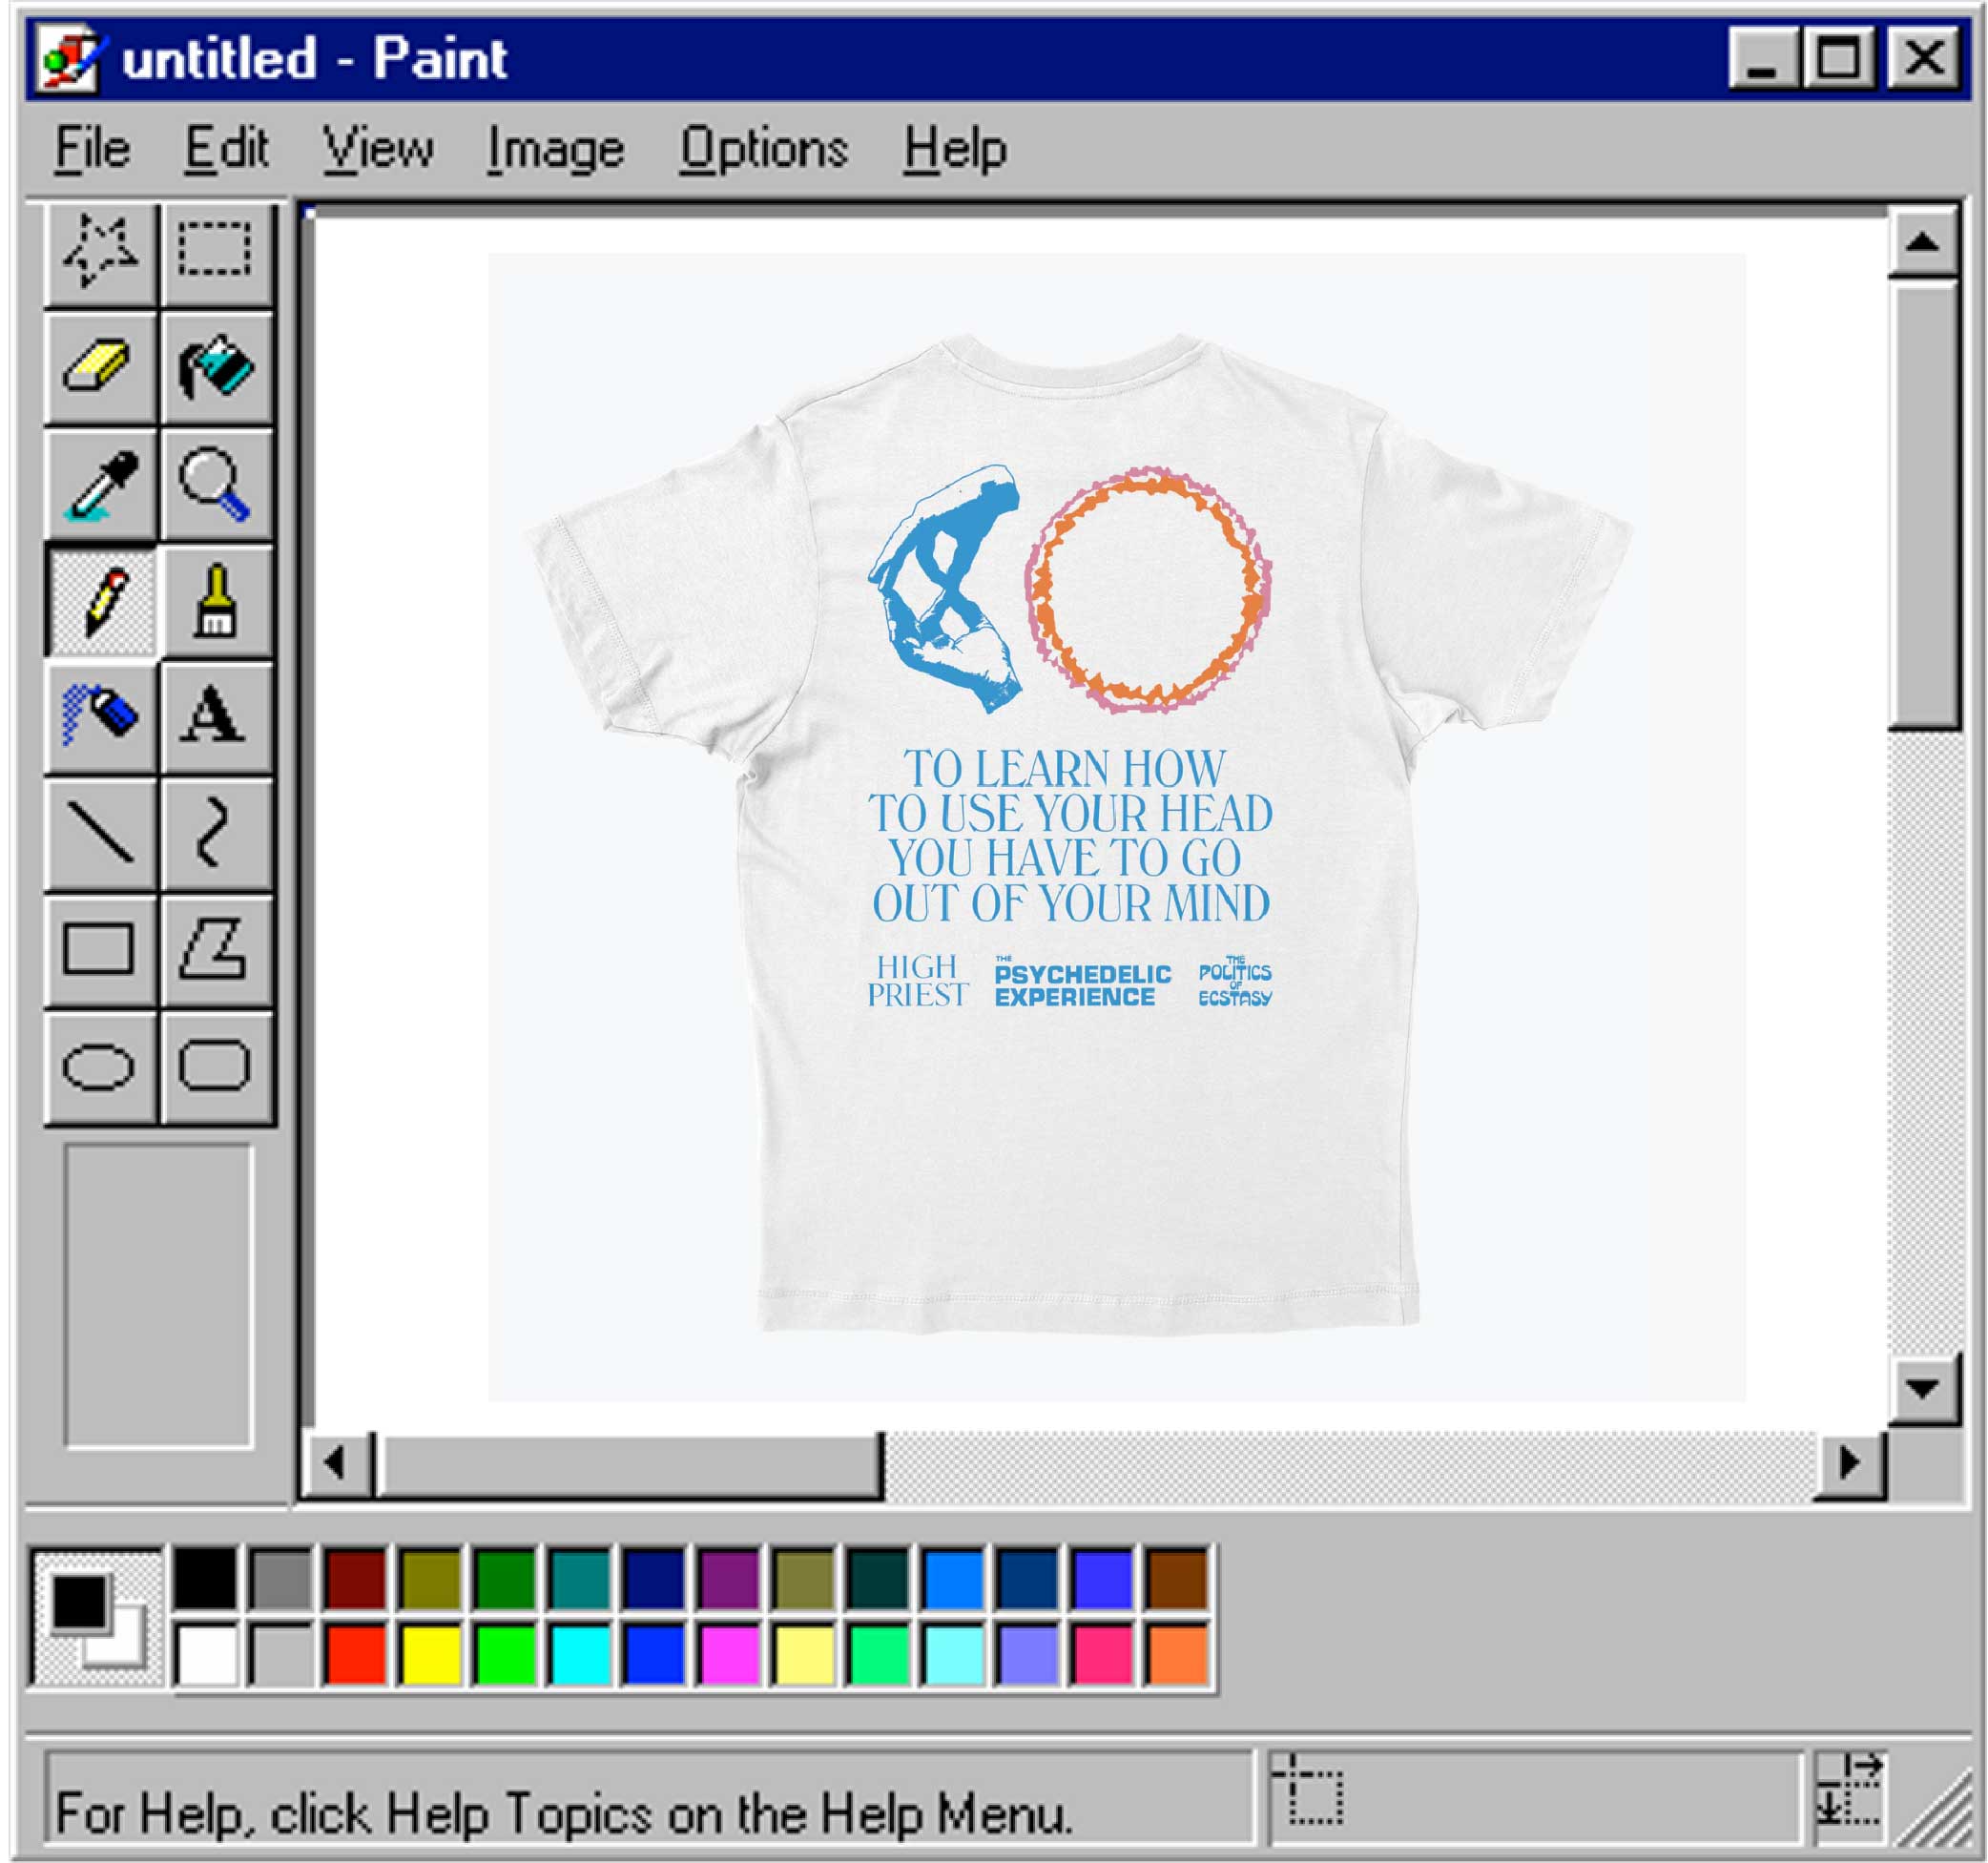 untitled - Paint
File Edit View Image Options Help
A
TO LEARN HOW
TO USE YOUR HEAD
YOU HAVE TO GO
OUT OF YOUR MIND
HIGH
PRIEST
THE
PSYCHEDELIC
EXPERIENCE
THE
POLITICS
OF
ECSTASY
For Help, click Help Topics on the Help Menu.